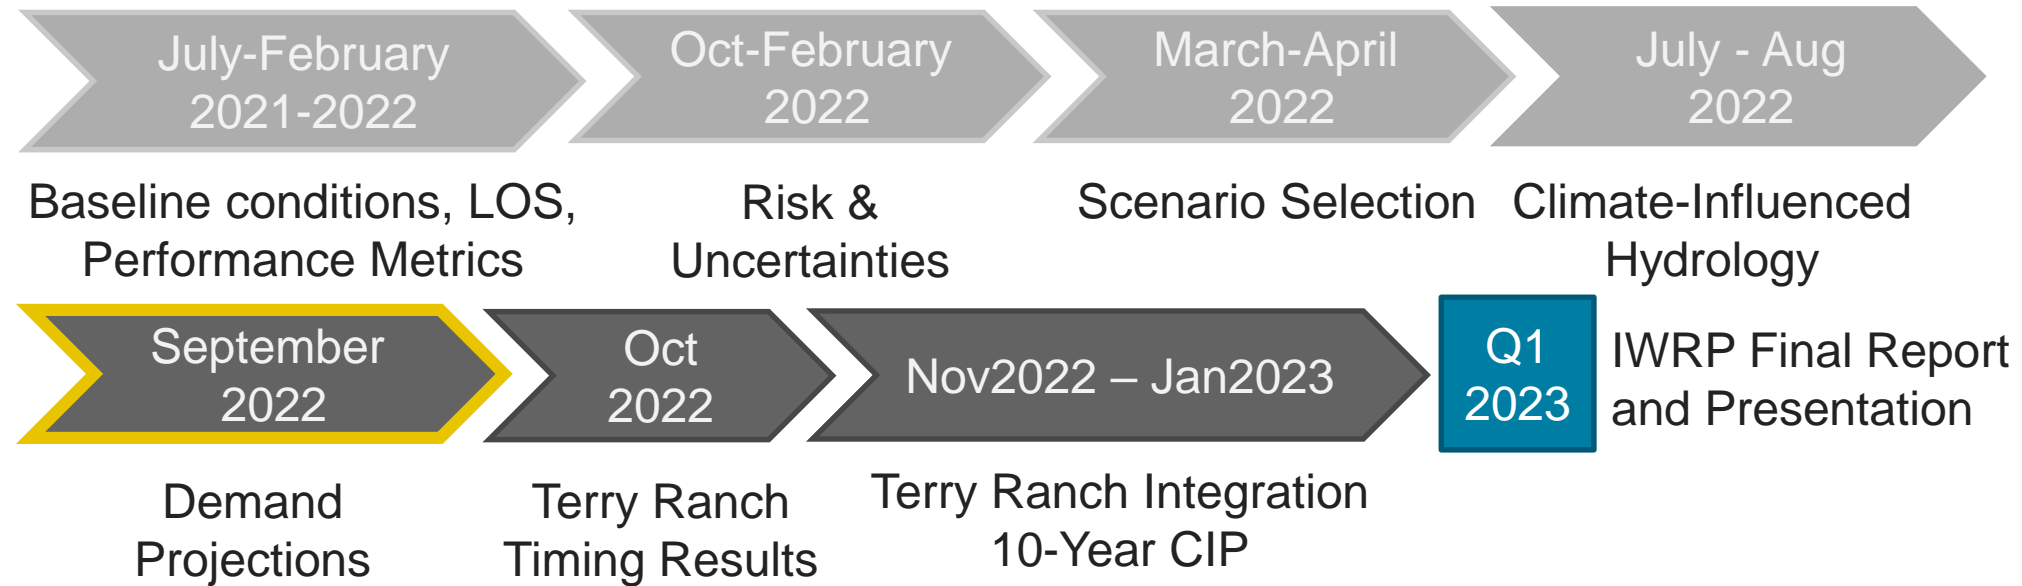 July-February
2021-2022
Oct-February
2022
March-April
2022
July - Aug
2022
Baseline conditions, LOS,
Performance Metrics
Risk &
Uncertainties
Scenario Selection
Climate-Influenced
Hydrology
September
2022
Oct
2022
Nov2022 – Jan2023
Q1
2023
IWRP Final Report
and Presentation
Demand
Projections
Terry Ranch
Timing Results
Terry Ranch Integration
10-Year CIP